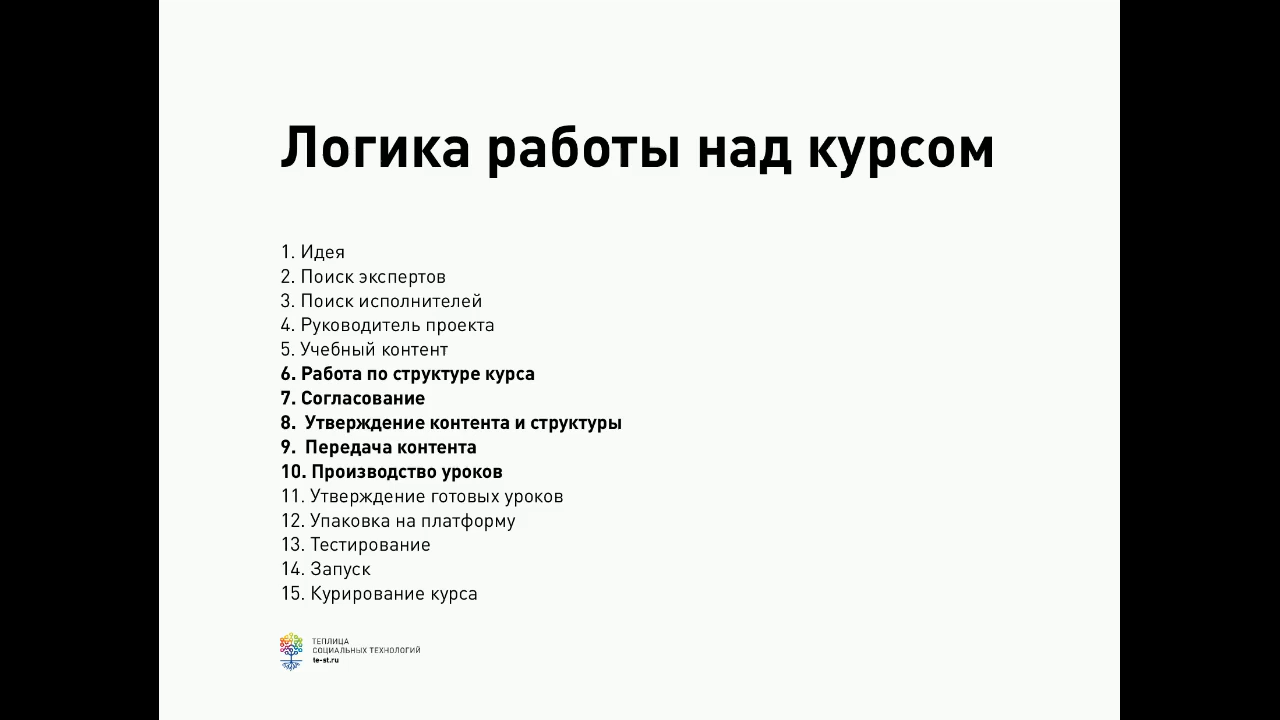 Логика работы над курсом
1. Идея
2. Поиск экспертов
3. Поиск исполнителей
4. Руководитель проекта
5. Учебный контент
6. Работа по структуре курса
7. Согласование
8. Утверждение контента и структуры
9. Передача контента
10. Производство уроков
11. Утверждение готовых уроков
12. Упаковка на платформу
13. Тестирование
14. Запуск
15. Курирование курса
ТЕПЛИЦА
СОЦИАЛЬНЫХ ТЕХНОЛОГИЙ
te-st.ru